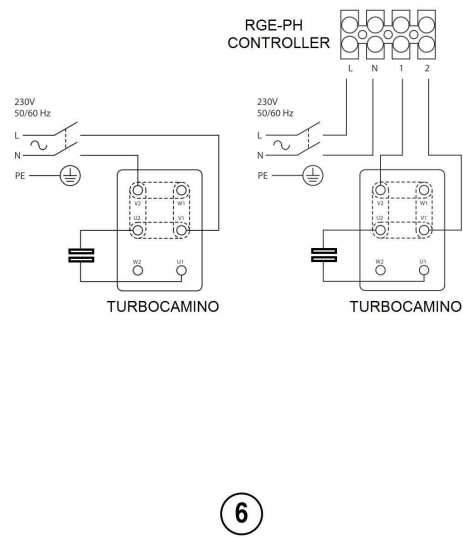 RGE-PH
CONTROLLER
L N 1 2
230V
50/60 Hz
L
N
PE
V2 W1
U2 V1
W2 U1
TURBOCAMINO
230V
50/60 Hz
L
N
PE
V2 W1
U2 V1
W2 U1
TURBOCAMINO
6